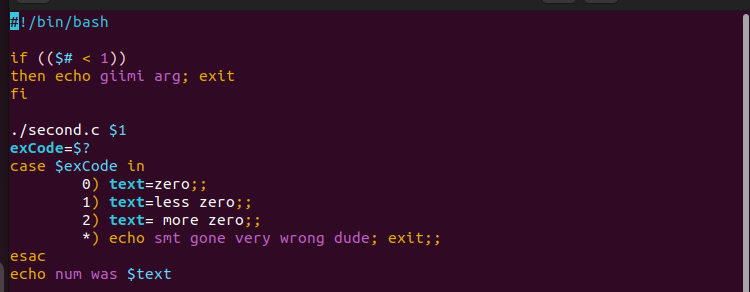 #!/bin/bash
if (($# < 1))
then echo giimi arg; exit
fi
./second.c $1
exCode=$?
case $exCode in
0) text=zero;;
1) text=less zero;;
2) text= more zero;;
*) echo smt gone very wrong dude; exit;;
esac
echo num was $text